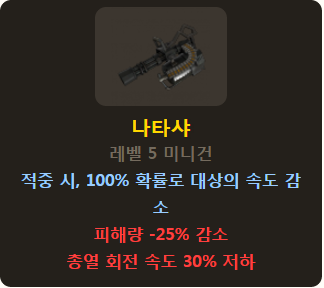 나타샤
레벨 5 미니건
적중 시, 100% 확률로 대상의 속도 감
소
피해량 -25% 감소
총열 회전 속도 30% 저하